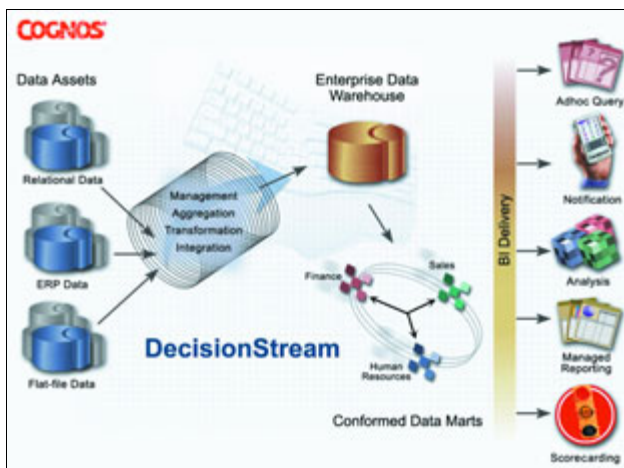 COGNOS®
Data Assets
Relational Data
ERP Data
Flat-file Data
Management
Aggregation
Transformation
Integration
DecisionStream
Enterprise Data
Warehouse
Finance
Sales
Human
Resources
Conformed Data Marts
BI Delivery
Adhoc Query
Notification
Analysis
Managed
Reporting
Scorecarding